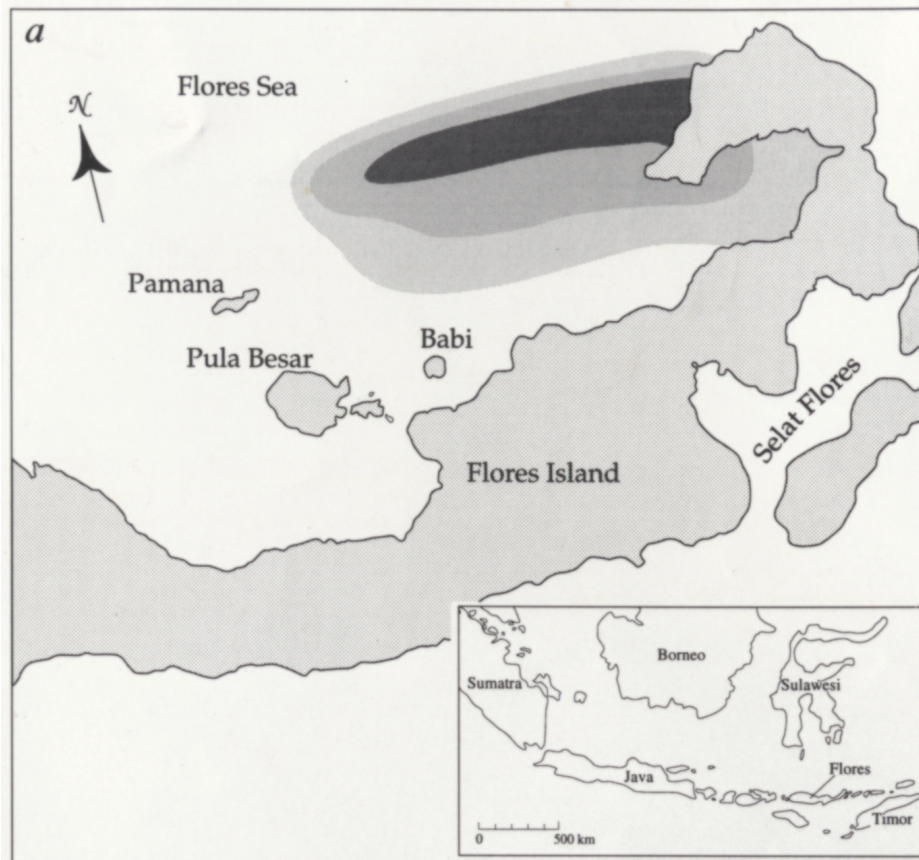 a
Flores Sea
N
Pamana
Pula Besar
Babi
Selat Flores
Flores Island
Borneo
Sumatra
Sulawesi
Flores
Java
Timor
0 500 km